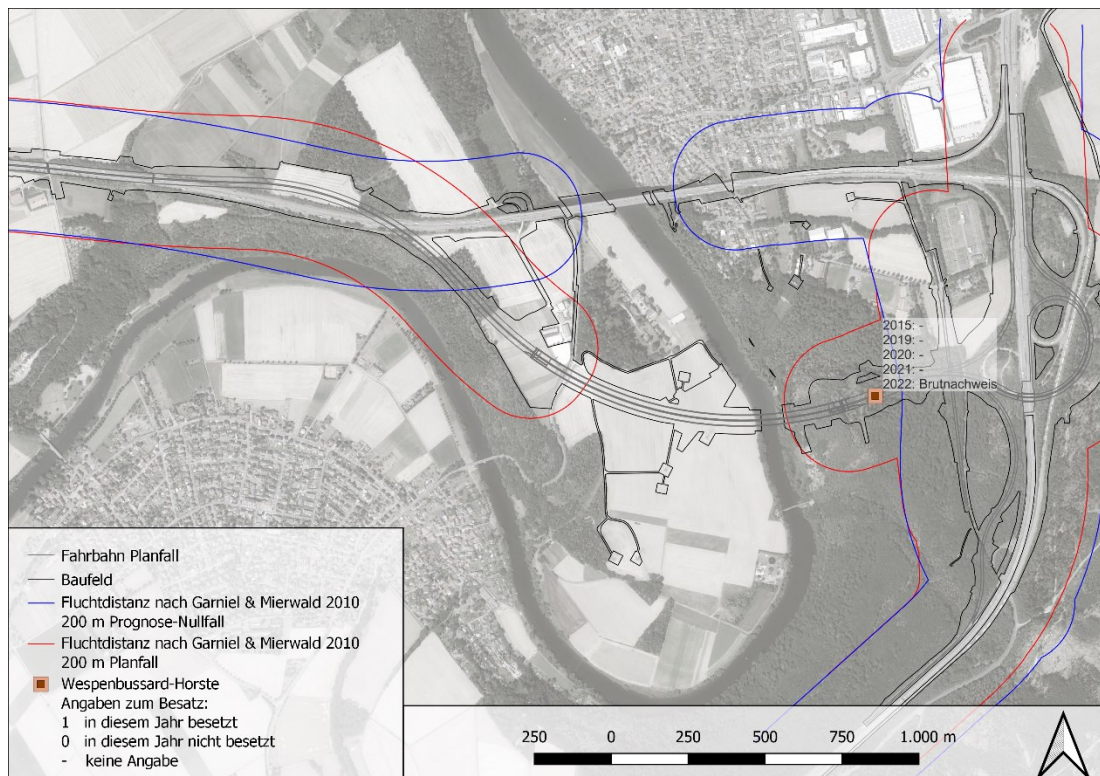 2015: -
2019: -
2020: -
2021: -
2022: Brutnachweis
Fahrbahn Planfall
Baufeld
Fluchtdistanz nach Garniel & Mierwald 2010
200 m Prognose-Nullfall
Fluchtdistanz nach Garniel & Mierwald 2010
200 m Planfall
Wespenbussard-Horste
Angaben zum Besatz:
1 in diesem Jahr besetzt
0 in diesem Jahr nicht besetzt
- keine Angabe
250 0 250 500 750 1.000 m